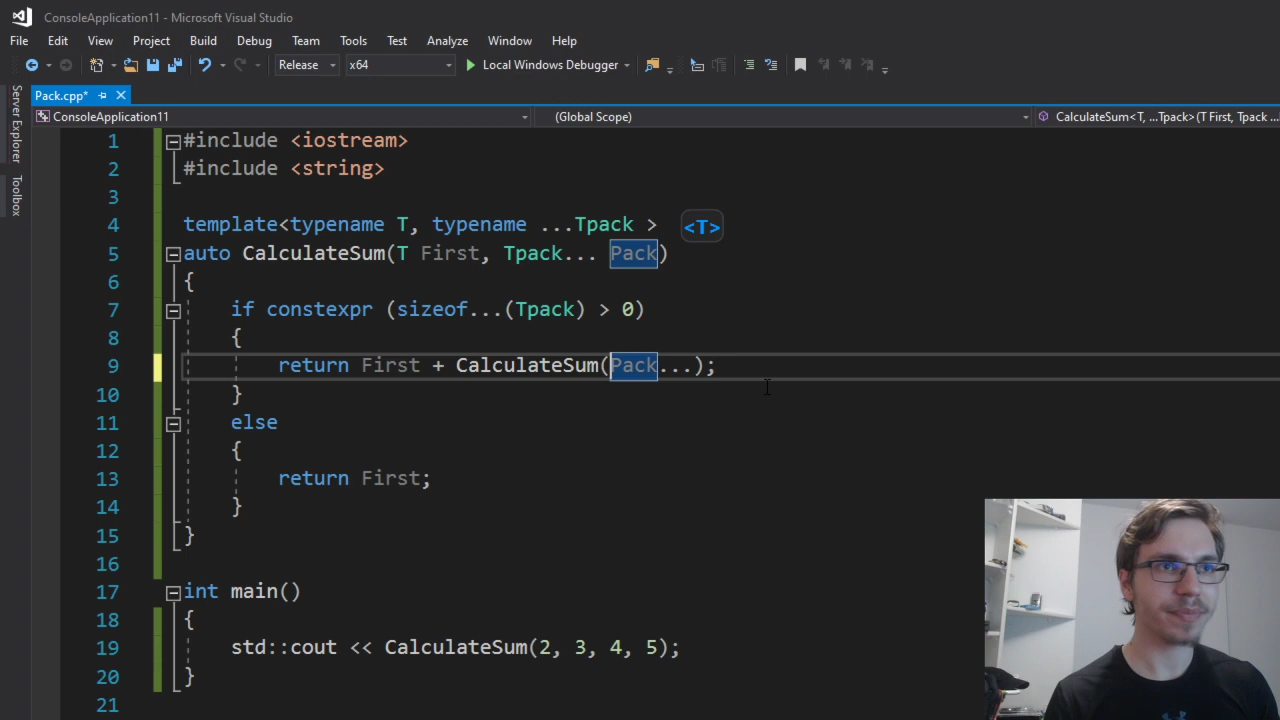 ConsoleApplication11 - Microsoft Visual Studio
File Edit View Project Build Debug Team Tools Test Analyze Window Help
Release x64 Local Windows Debugger
Pack.cpp*
ConsoleApplication11 (Global Scope) CalculateSum<T, ...Tpack>(T First, Tpack ...
Server Explorer
Toolbox
1 #include <iostream>
2 #include <string>
3
4 template<typename T, typename ...Tpack > <T>
5 auto CalculateSum(T First, Tpack... Pack)
6 {
7 if constexpr (sizeof...(Tpack) > 0)
8 {
9 return First + CalculateSum(Pack...);
10 }
11 else
12 {
13 return First;
14 }
15 }
16
17 int main()
18 {
19 std::cout << CalculateSum(2, 3, 4, 5);
20 }
21